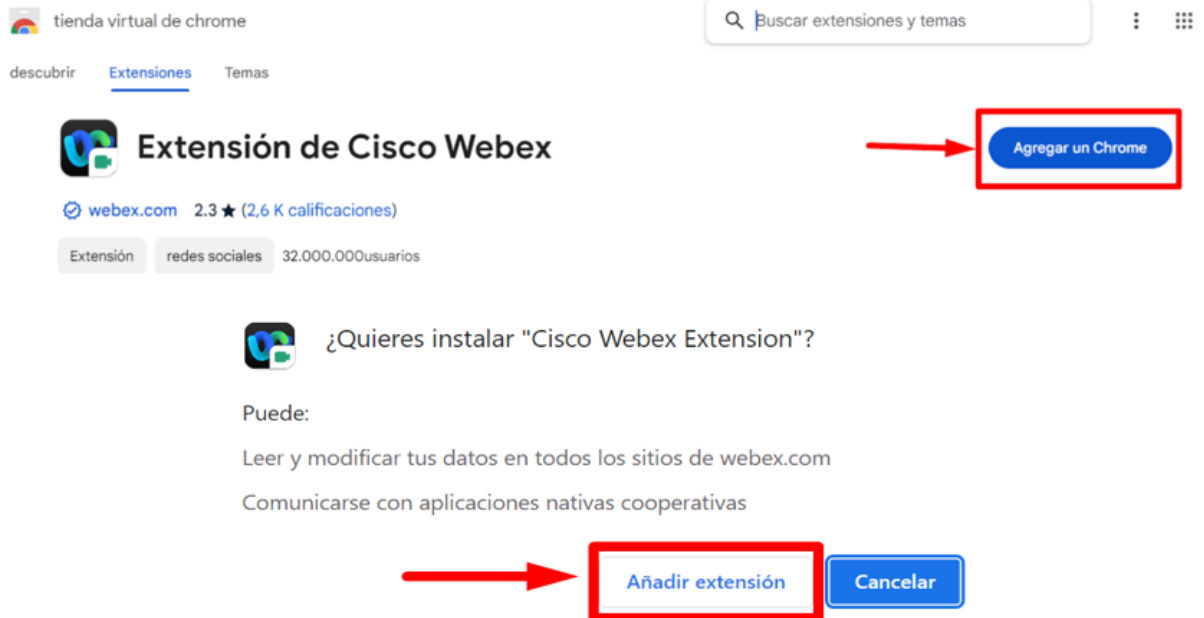 tienda virtual de chrome
Buscar extensiones y temas
descubrir Extensiones Temas
Extensión de Cisco Webex
Agregar un Chrome
webex.com 2.3 ★ (2,6 K calificaciones)
Extensión redes sociales 32.000.000usuarios
¿Quieres instalar "Cisco Webex Extension"?
Puede:
Leer y modificar tus datos en todos los sitios de webex.com
Comunicarse con aplicaciones nativas cooperativas
Añadir extensión Cancelar